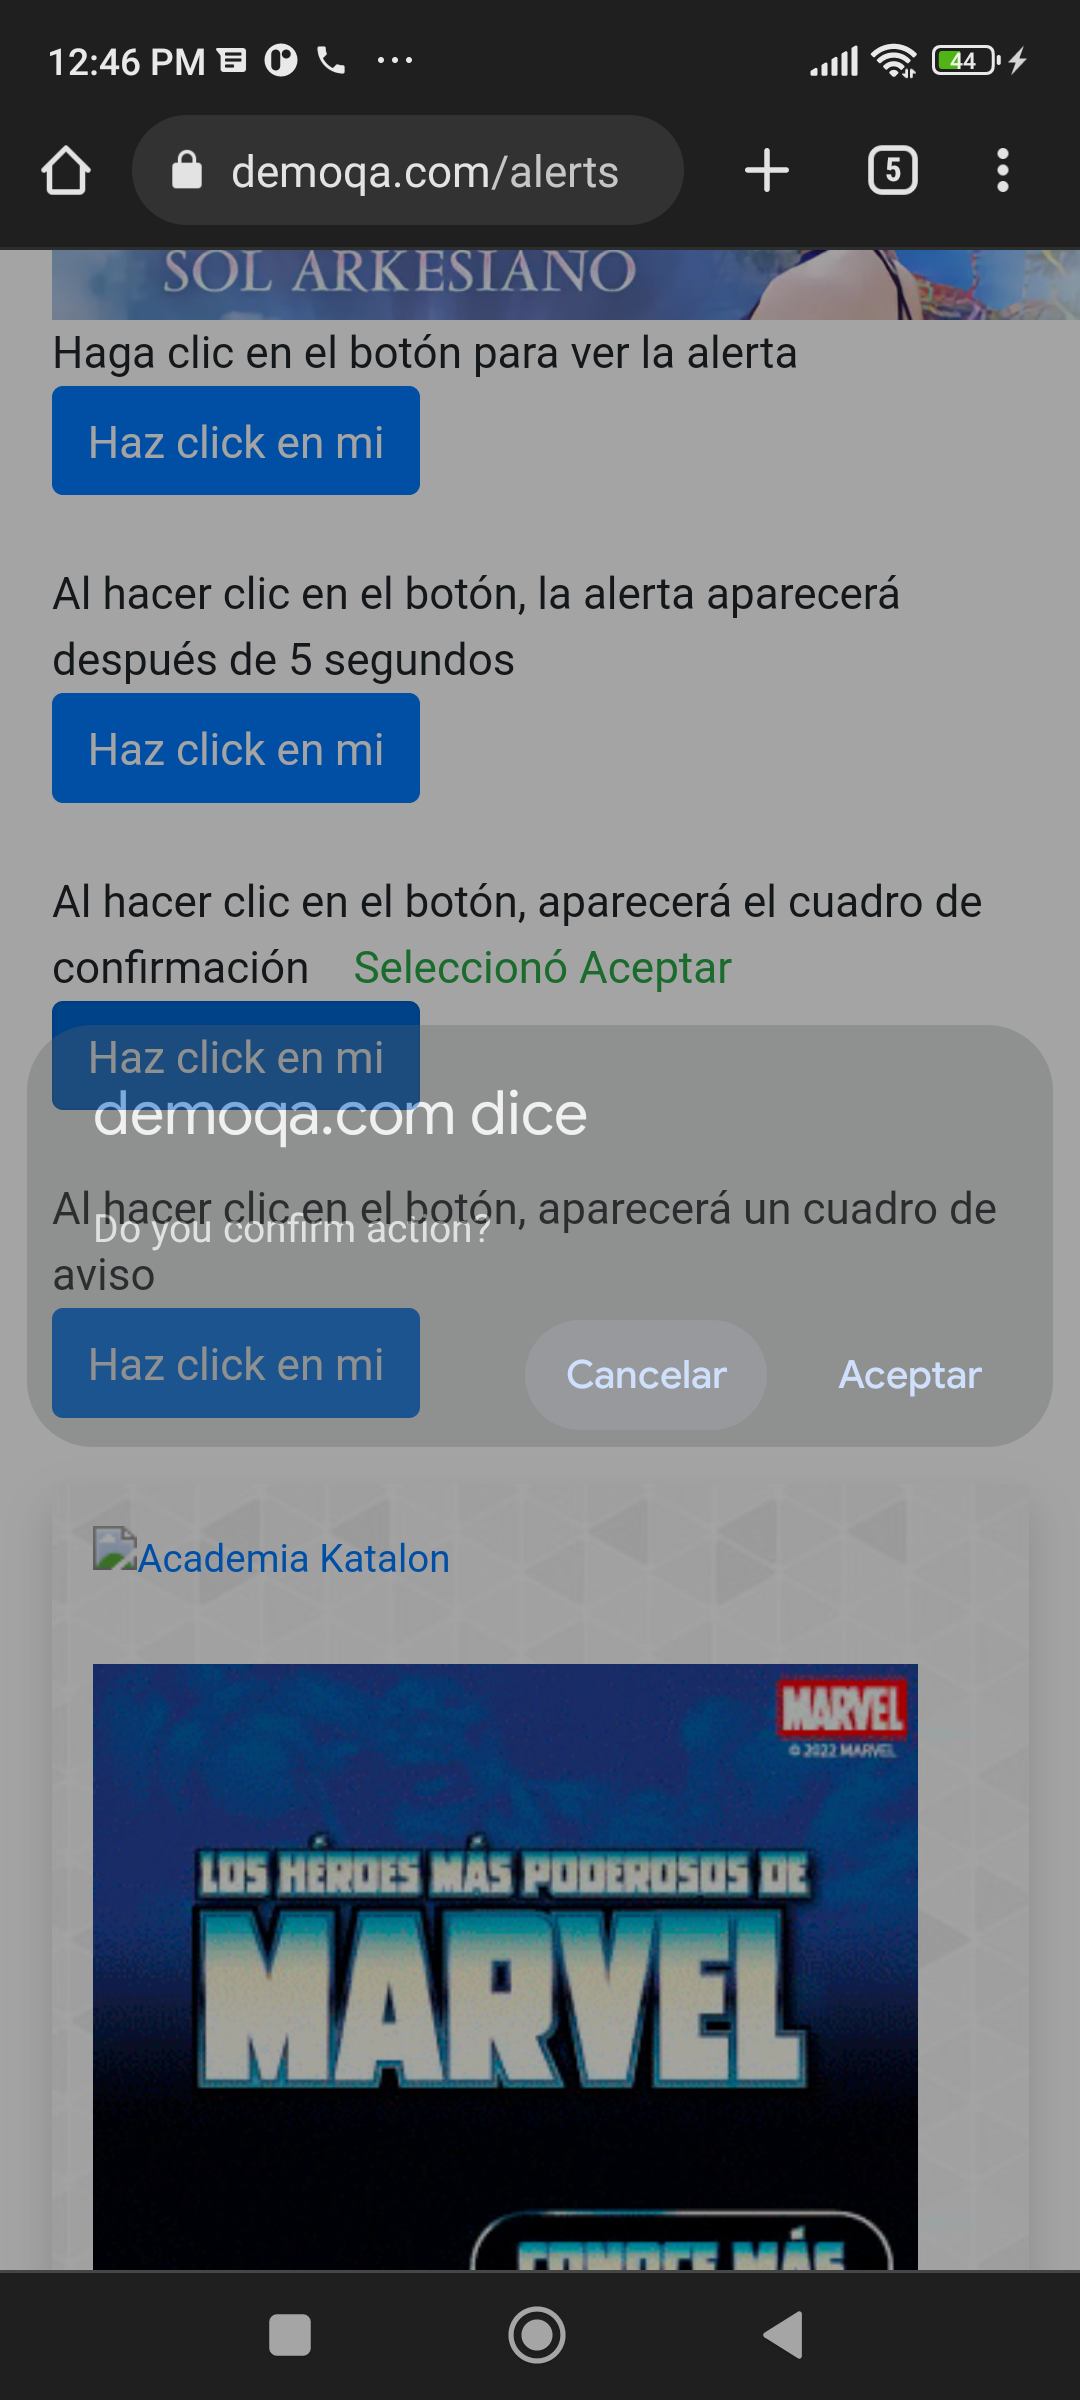 12:46 PM
44
demoqa.com/alerts
5
SOL ARKESIANO
Haga clic en el botón para ver la alerta
Haz click en mi
Al hacer clic en el botón, la alerta aparecerá
después de 5 segundos
Haz click en mi
Al hacer clic en el botón, aparecerá el cuadro de
confirmación Seleccionó Aceptar
Haz click en mi
demoqa.com dice
Al hacer clic en el botón, aparecerá un cuadro de
Do you confirm action?
aviso
Haz click en mi
Cancelar
Aceptar
Academia Katalon
MARVEL
© 2022 MARVEL
LOS HÉROES MÁS PODEROSOS DE
MARVEL
CONOCE MÁS